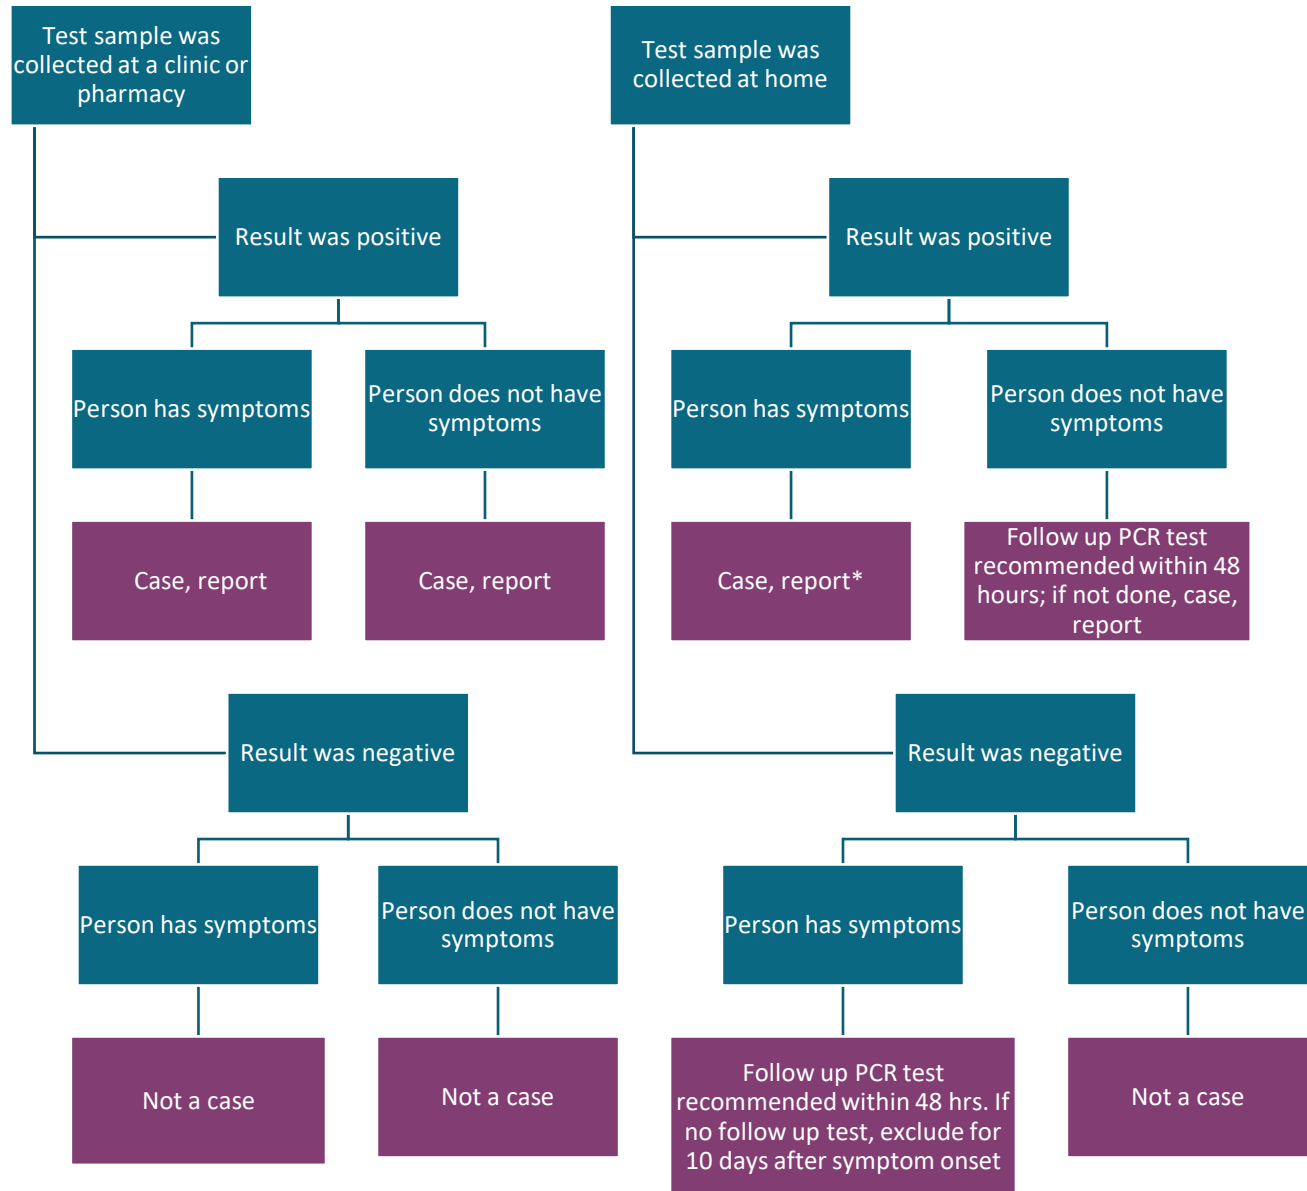 Test sample was
collected at a clinic or
pharmacy
Test sample was
collected at home
Result was positive
Result was positive
Person has symptoms
Person does not have
symptoms
Person has symptoms
Person does not have
symptoms
Case, report
Case, report
Case, report*
Follow up PCR test
recommended within 48
hours; if not done, case,
report
Result was negative
Result was negative
Person has symptoms
Person does not have
symptoms
Person has symptoms
Person does not have
symptoms
Not a case
Not a case
Follow up PCR test
recommended within 48 hrs. If
no follow up test, exclude for
10 days after symptom onset
Not a case